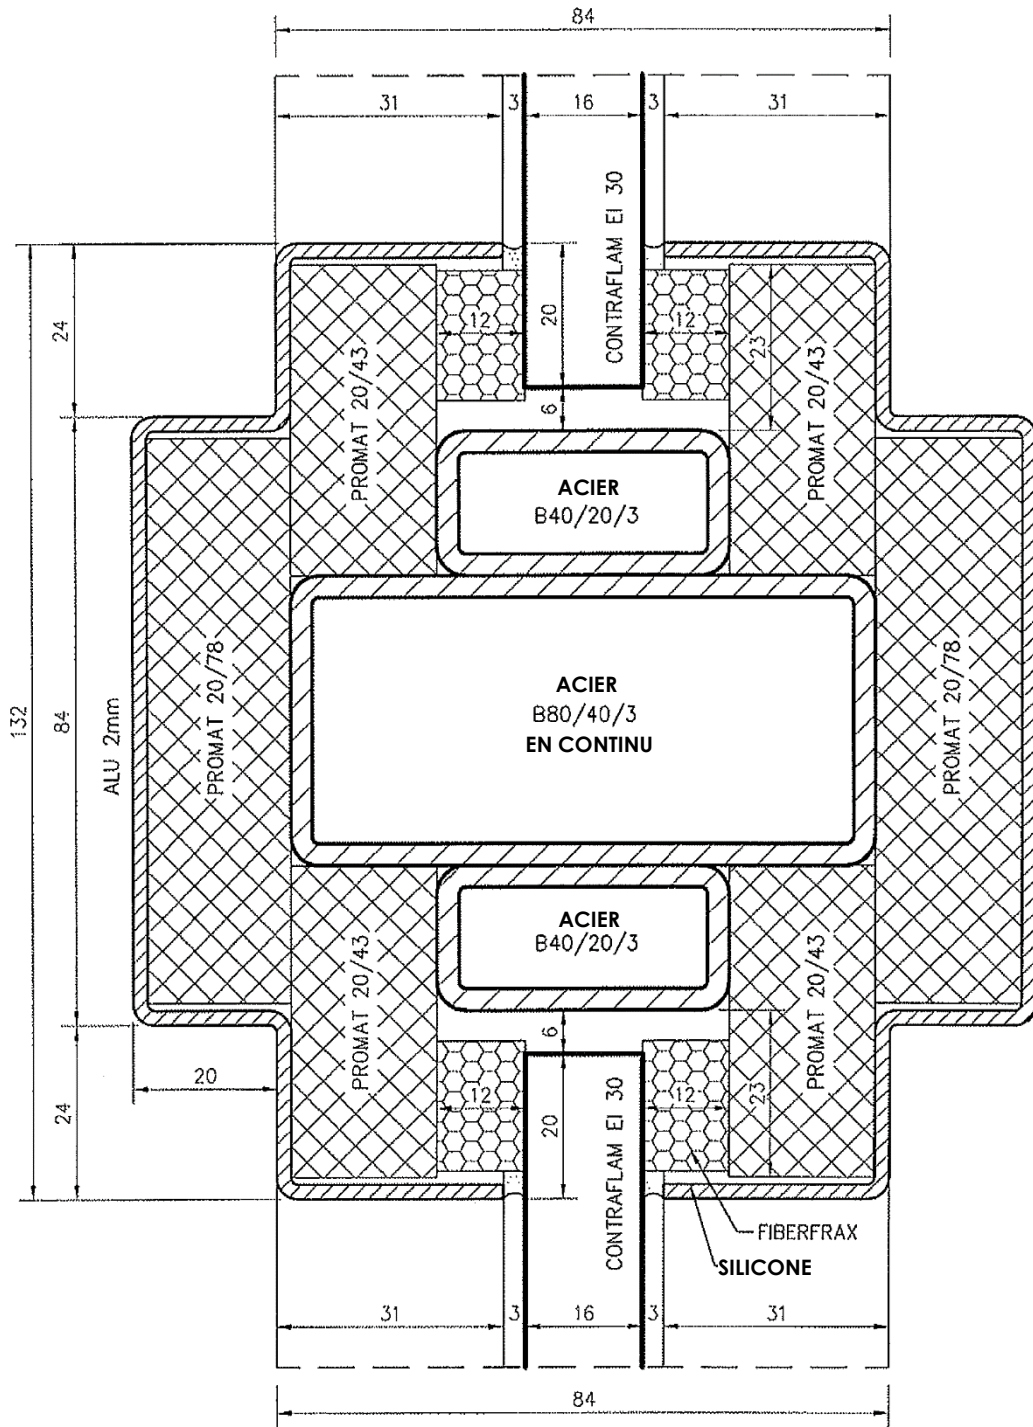 84
31
3
16
3
31
CONTRAFLAM EI 30
24
20
12
12
23
6
PROMAT 20/43
PROMAT 20/43
ACIER
B40/20/3
132
84
ALU 2mm
PROMAT 20/78
ACIER
B80/40/3
EN CONTINU
PROMAT 20/78
ACIER
B40/20/3
PROMAT 20/43
PROMAT 20/43
6
20
24
12
20
12
23
CONTRAFLAM EI 30
FIBERFRAX
SILICONE
31
3
16
3
31
84